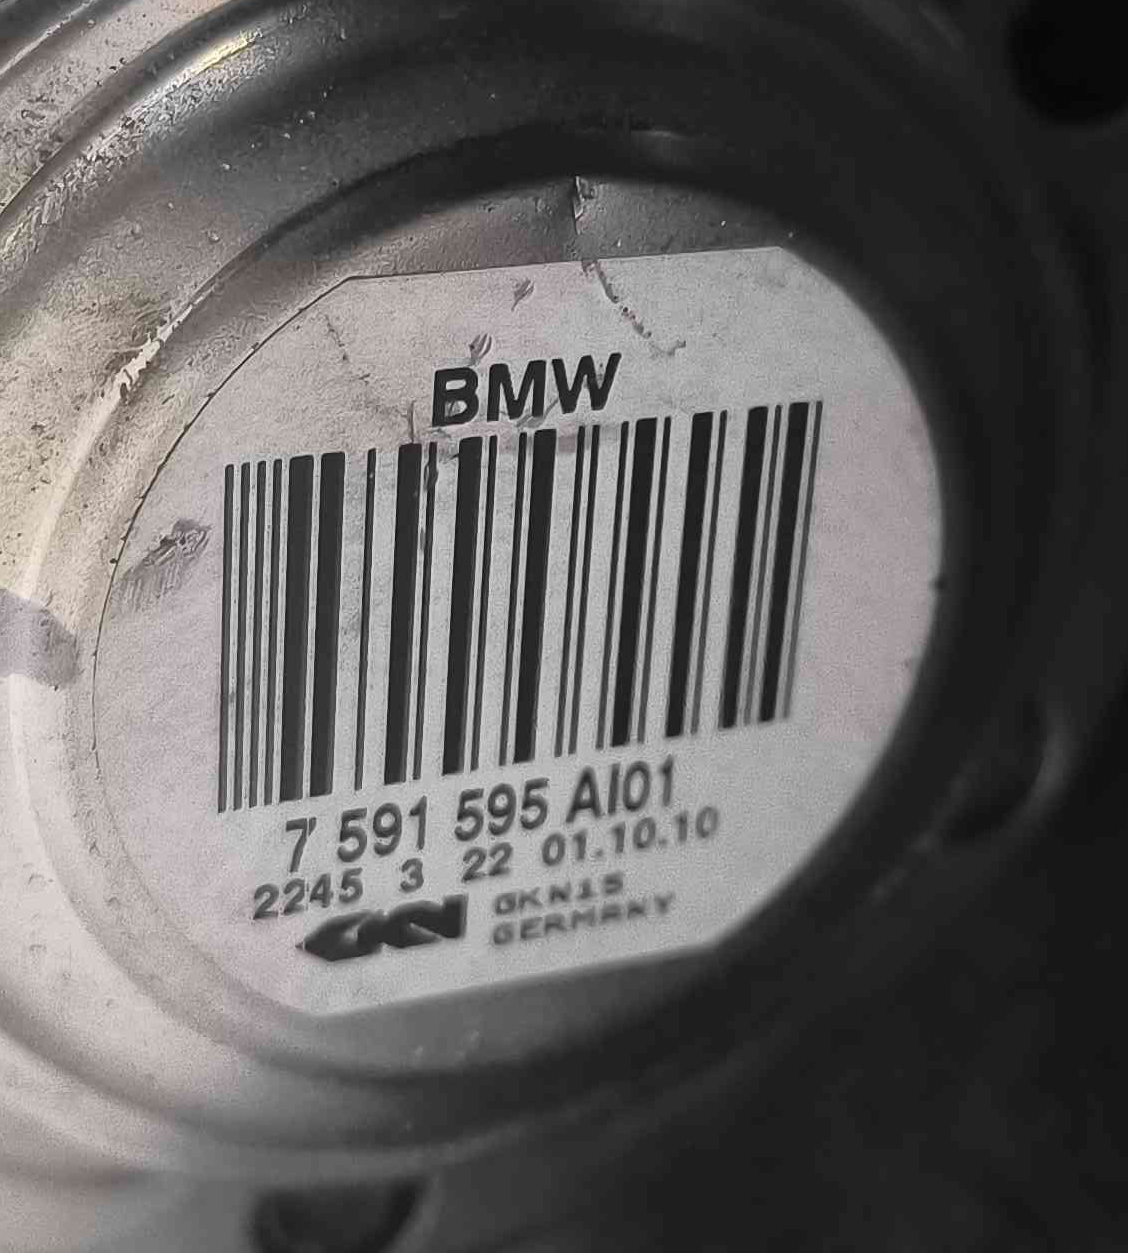 BMW
7 591 595 AI01
2245 3 22 01.10.10
GKN GKN15
GERMANY